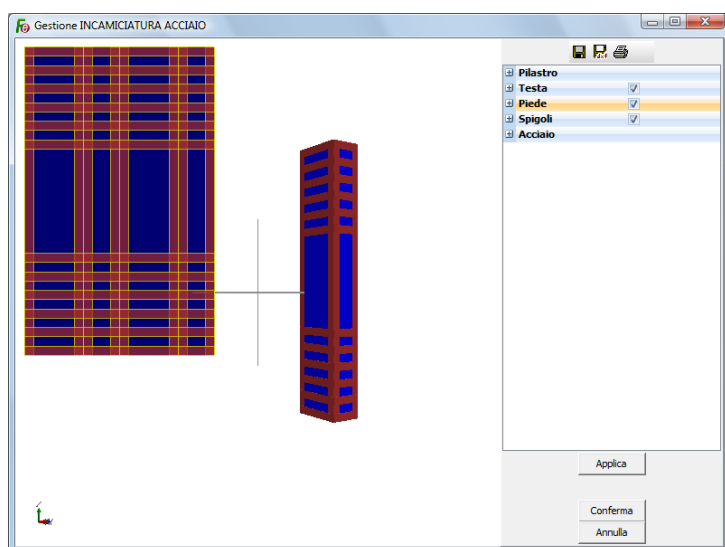 Gestione INCAMICIATURA ACCIAIO
Pilastro
Testa
Piede
Spigoli
Acciaio
Applica
Conferma
Annulla